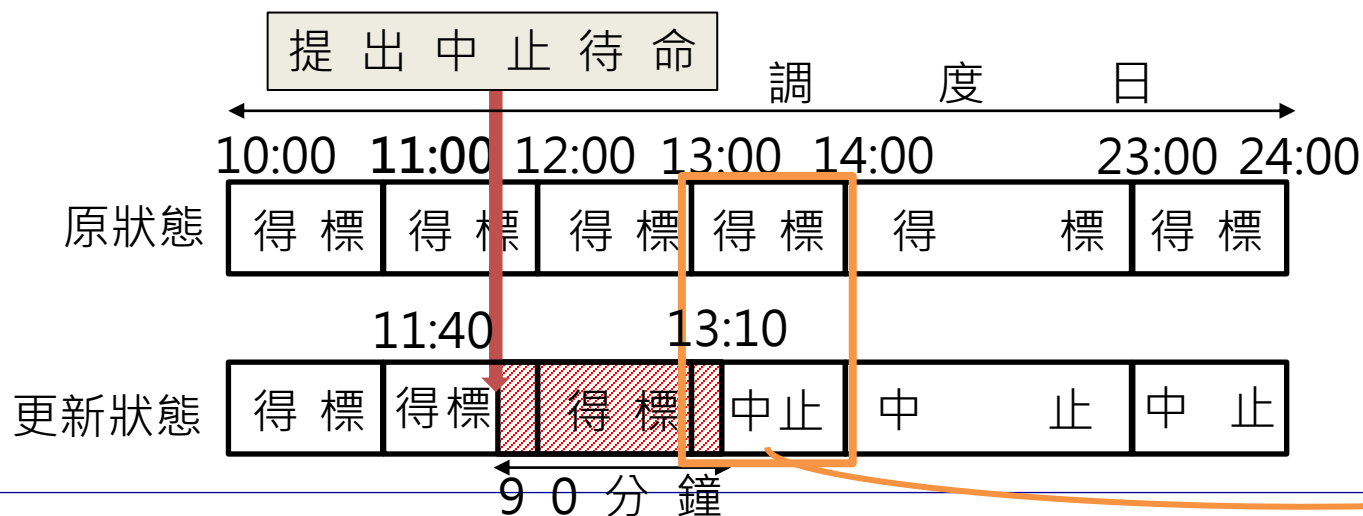 提出中止待命
調度日
10:00 11:00 12:00 13:00 14:00 23:00 24:00
原狀態 得標 得標 得標 得標 得標 得標
11:40 13:10
更新狀態 得標 得標 得標 中止 中止 中止
90分鐘